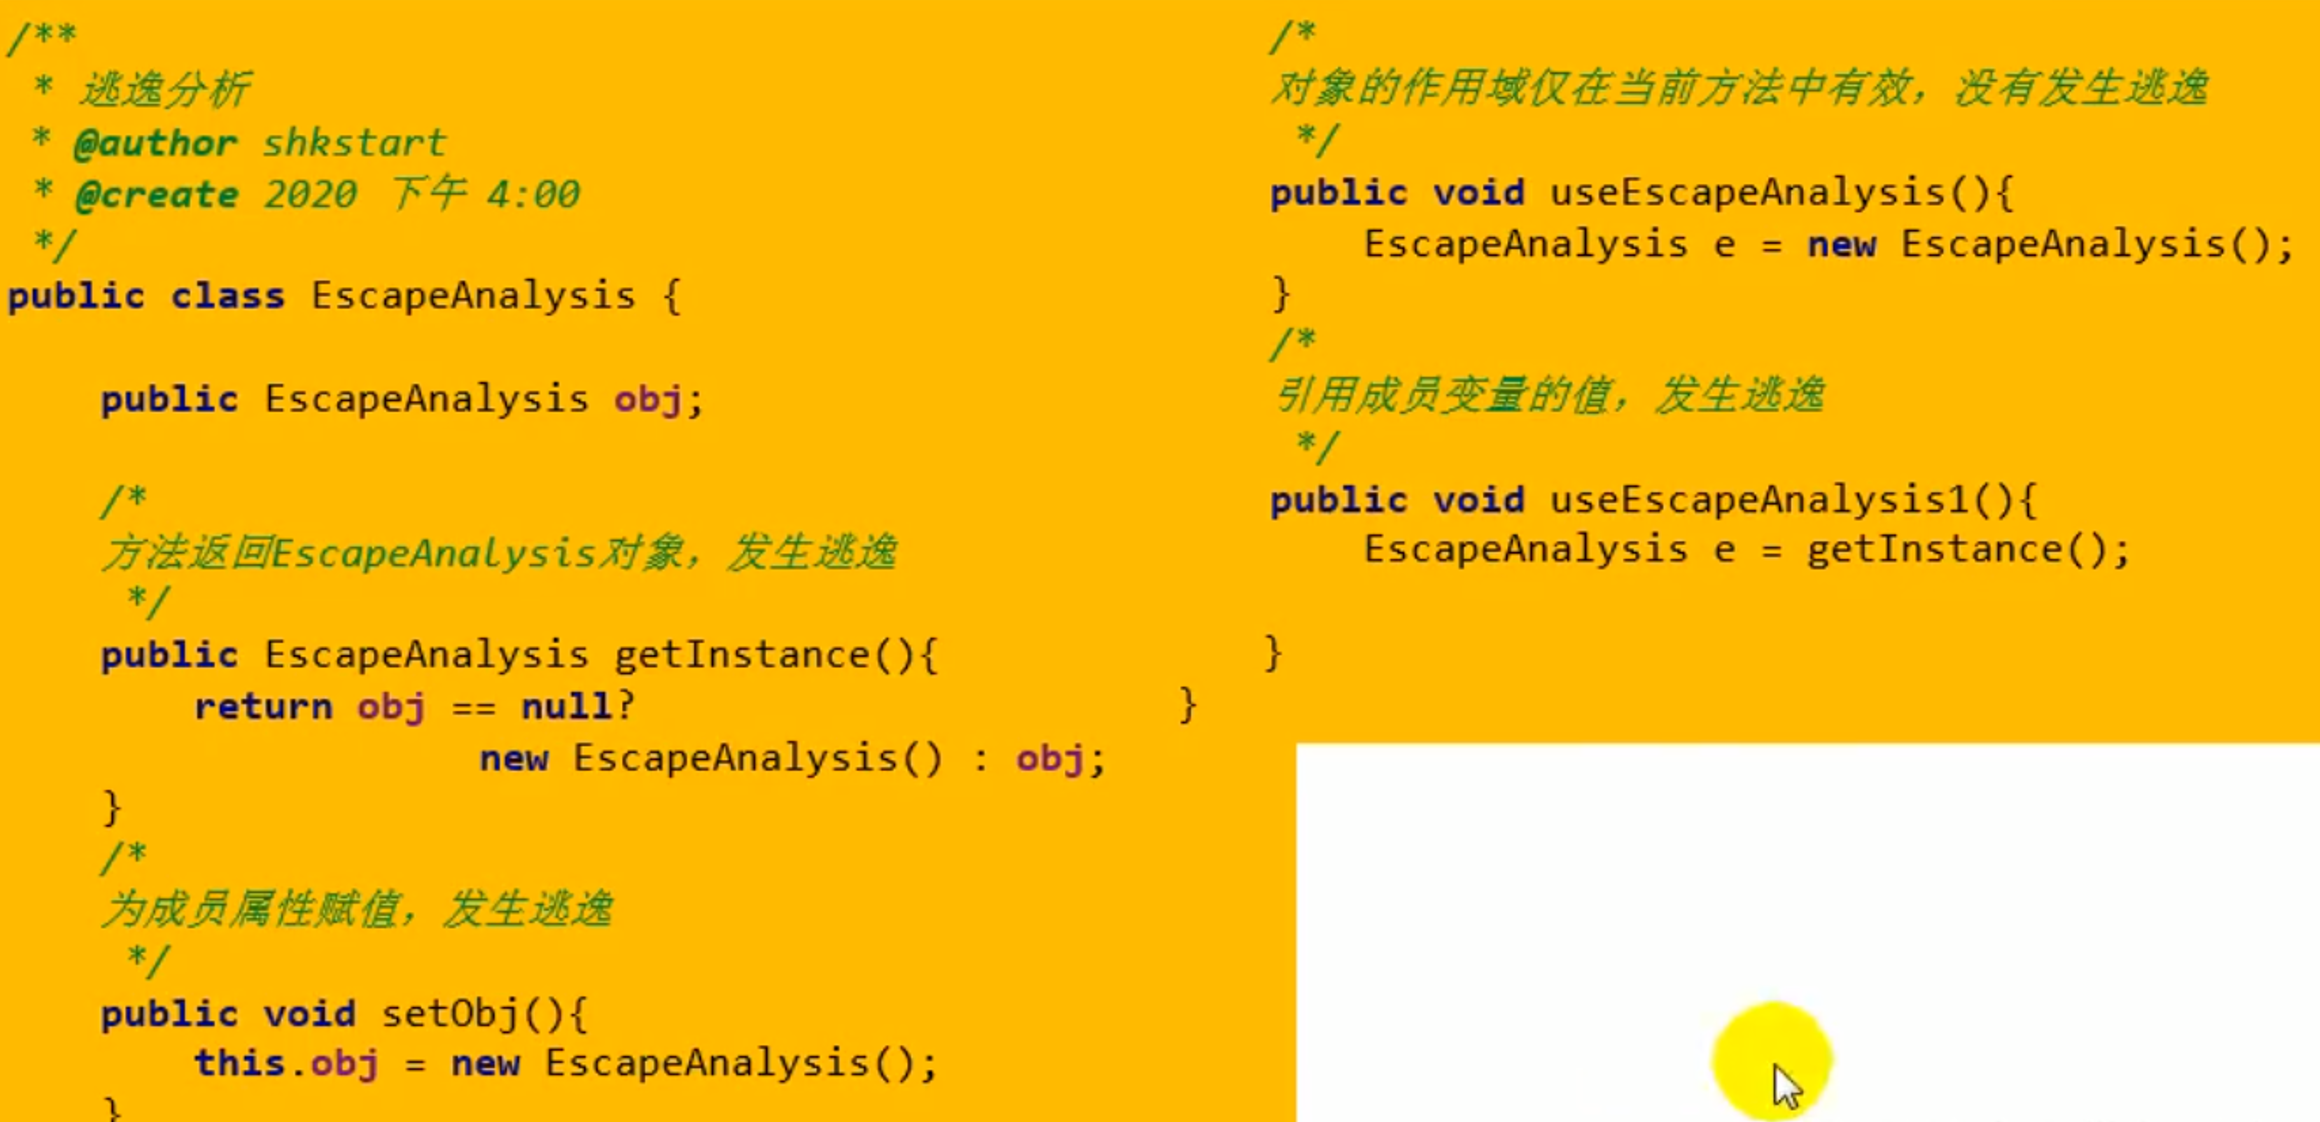 /**
 * 逃逸分析
 * @author shkstart
 * @create 2020 下午 4:00
 */
public class EscapeAnalysis {
    public EscapeAnalysis obj;
    /*
    方法返回EscapeAnalysis对象，发生逃逸
     */
    public EscapeAnalysis getInstance(){
        return obj == null?
                    new EscapeAnalysis() : obj;
    }
    /*
    为成员属性赋值，发生逃逸
     */
    public void setObj(){
        this.obj = new EscapeAnalysis();
    }
    /*
    对象的作用域仅在当前方法中有效，没有发生逃逸
     */
    public void useEscapeAnalysis(){
        EscapeAnalysis e = new EscapeAnalysis();
    }
    /*
    引用成员变量的值，发生逃逸
     */
    public void useEscapeAnalysis1(){
        EscapeAnalysis e = getInstance();
    }
}